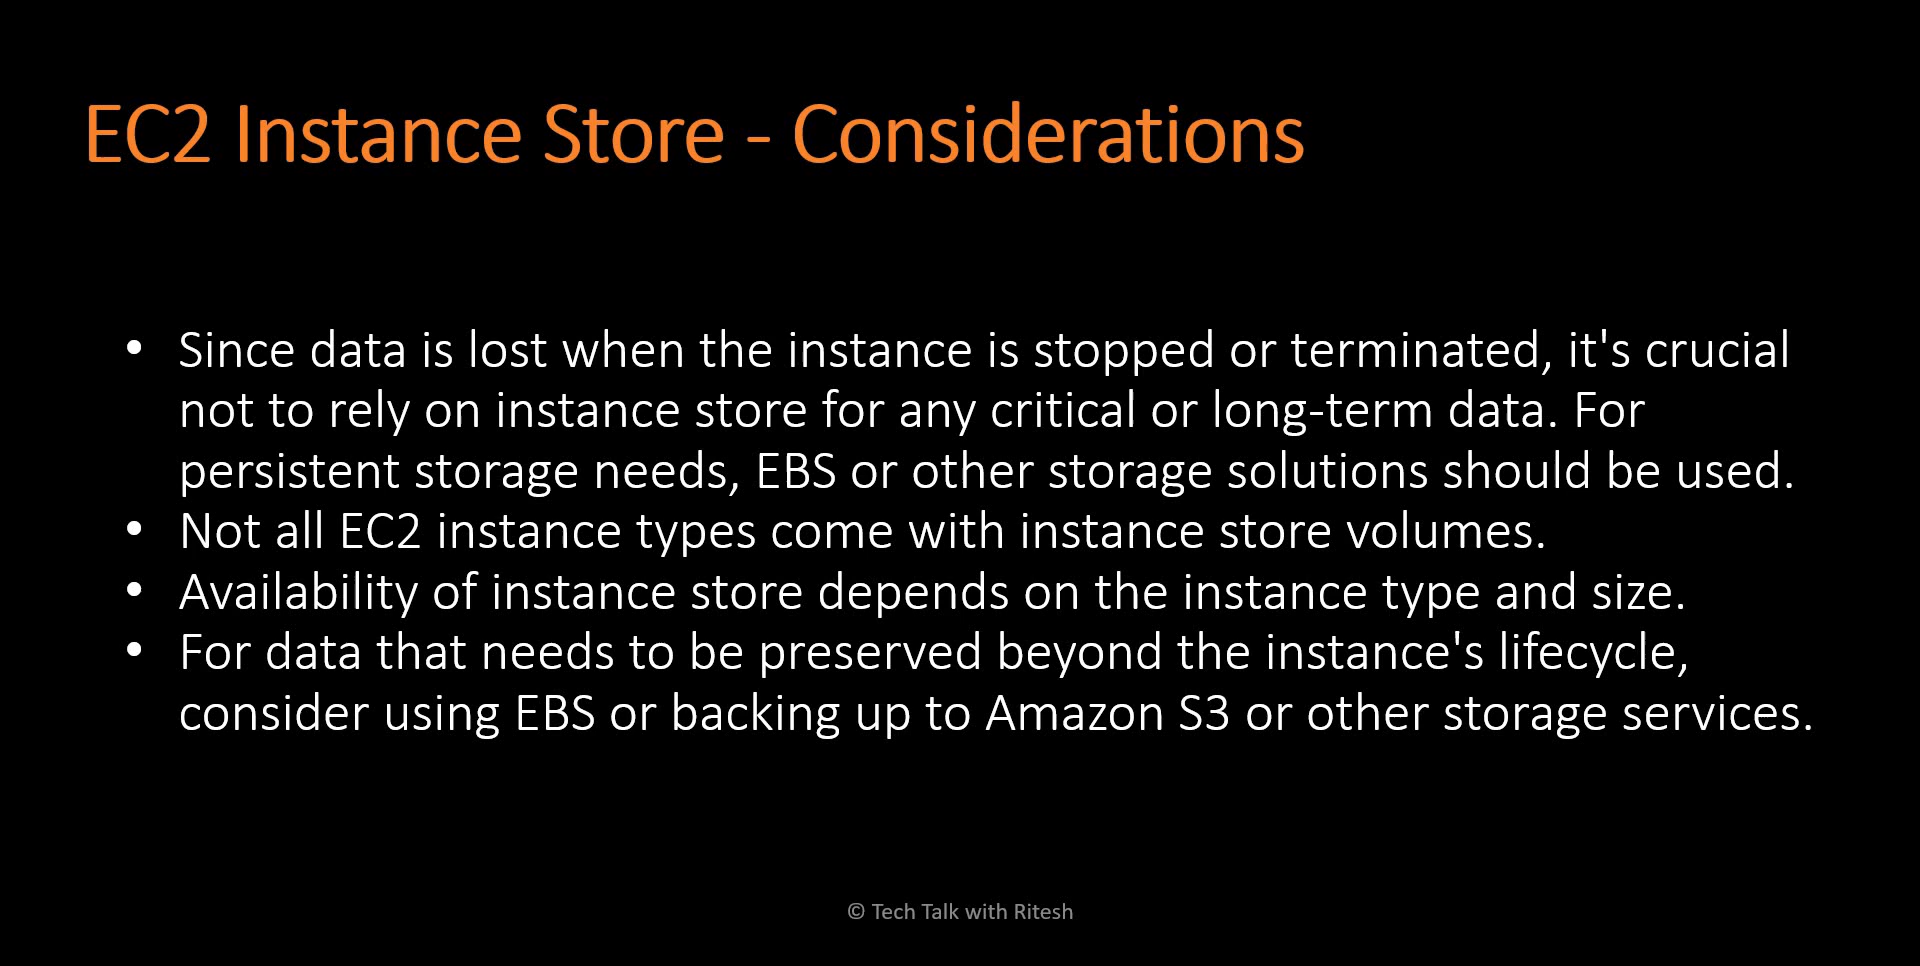 EC2 Instance Store - Considerations
• Since data is lost when the instance is stopped or terminated, it's crucial
not to rely on instance store for any critical or long-term data. For
persistent storage needs, EBS or other storage solutions should be used.
• Not all EC2 instance types come with instance store volumes.
• Availability of instance store depends on the instance type and size.
• For data that needs to be preserved beyond the instance's lifecycle,
consider using EBS or backing up to Amazon S3 or other storage services.
© Tech Talk with Ritesh